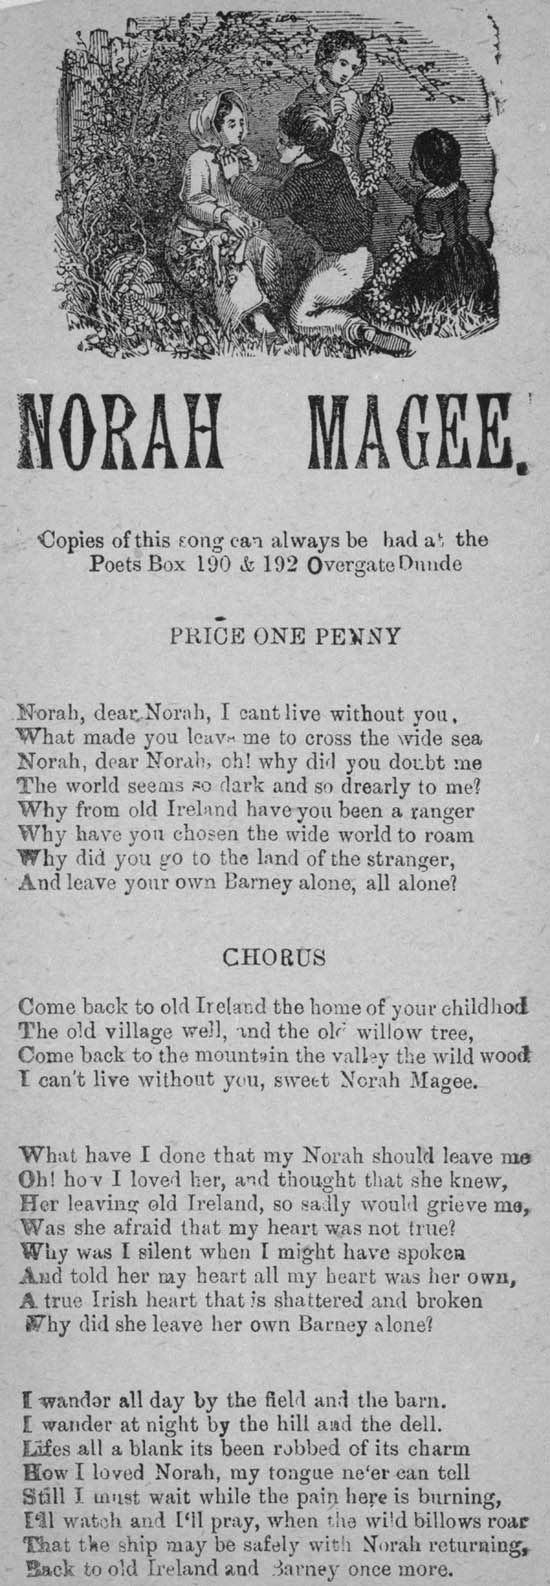 NORAH MAGEE.
Copies of this song can always be had at the
Poets Box 190 & 192 Overgate Dunde
PRICE ONE PENNY
Norah, dear Norah, I cant live without you.
What made you leave me to cross the wide sea
Norah, dear Norah, oh! why did you doubt me
The world seems so dark and so drearly to me?
Why from old Ireland have you been a ranger
Why have you chosen the wide world to roam
Why did you go to the land of the stranger,
And leave your own Barney alone, all alone?
CHORUS
Come back to old Ireland the home of your childhod
The old village well, and the old willow tree,
Come back to the mountain the valley the wild wood
I can't live without you, sweet Norah Magee.
What have I done that my Norah should leave me
Oh! how I loved her, and thought that she knew,
Her leaving old Ireland, so sadly would grieve me,
Was she afraid that my heart was not true?
Why was I silent when I might have spoken
And told her my heart all my heart was her own,
A true Irish heart that is shattered and broken
Why did she leave her own Barney alone?
I wander all day by the field and the barn.
I wander at night by the hill and the dell.
Lifes all a blank its been robbed of its charm
How I loved Norah, my tongue ne'er can tell
Still I must wait while the pain here is burning,
I'll watch and I'll pray, when the wild billows roar
That the ship may be safely with Norah returning,
Back to old Ireland and Barney once more.